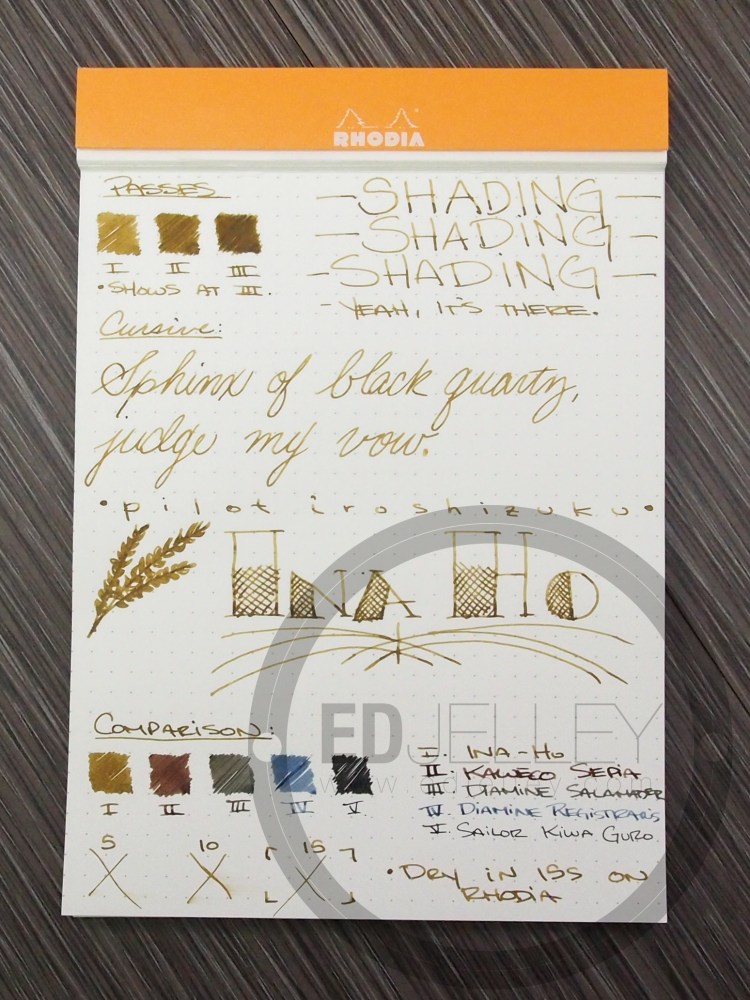 RHODIA
PASSES
I II III
• SHOWS AT III.
– SHADING –
– SHADING –
– SHADING –
– YEAH, IT'S THERE.
Cursive:
Sphinx of black quartz,
judge my vow.
• pilot iroshizuku •
INA HO
EDJELLEY
COMPARISON:
I II III IV V
I. INA-HO
II. KAWECO SEPIA
III DIAMINE SALAMANDER
IV DIAMINE REGISTRAR'S
V SAILOR KIWA GURO
5 10 15
• DRY IN 15S ON
RHODIA